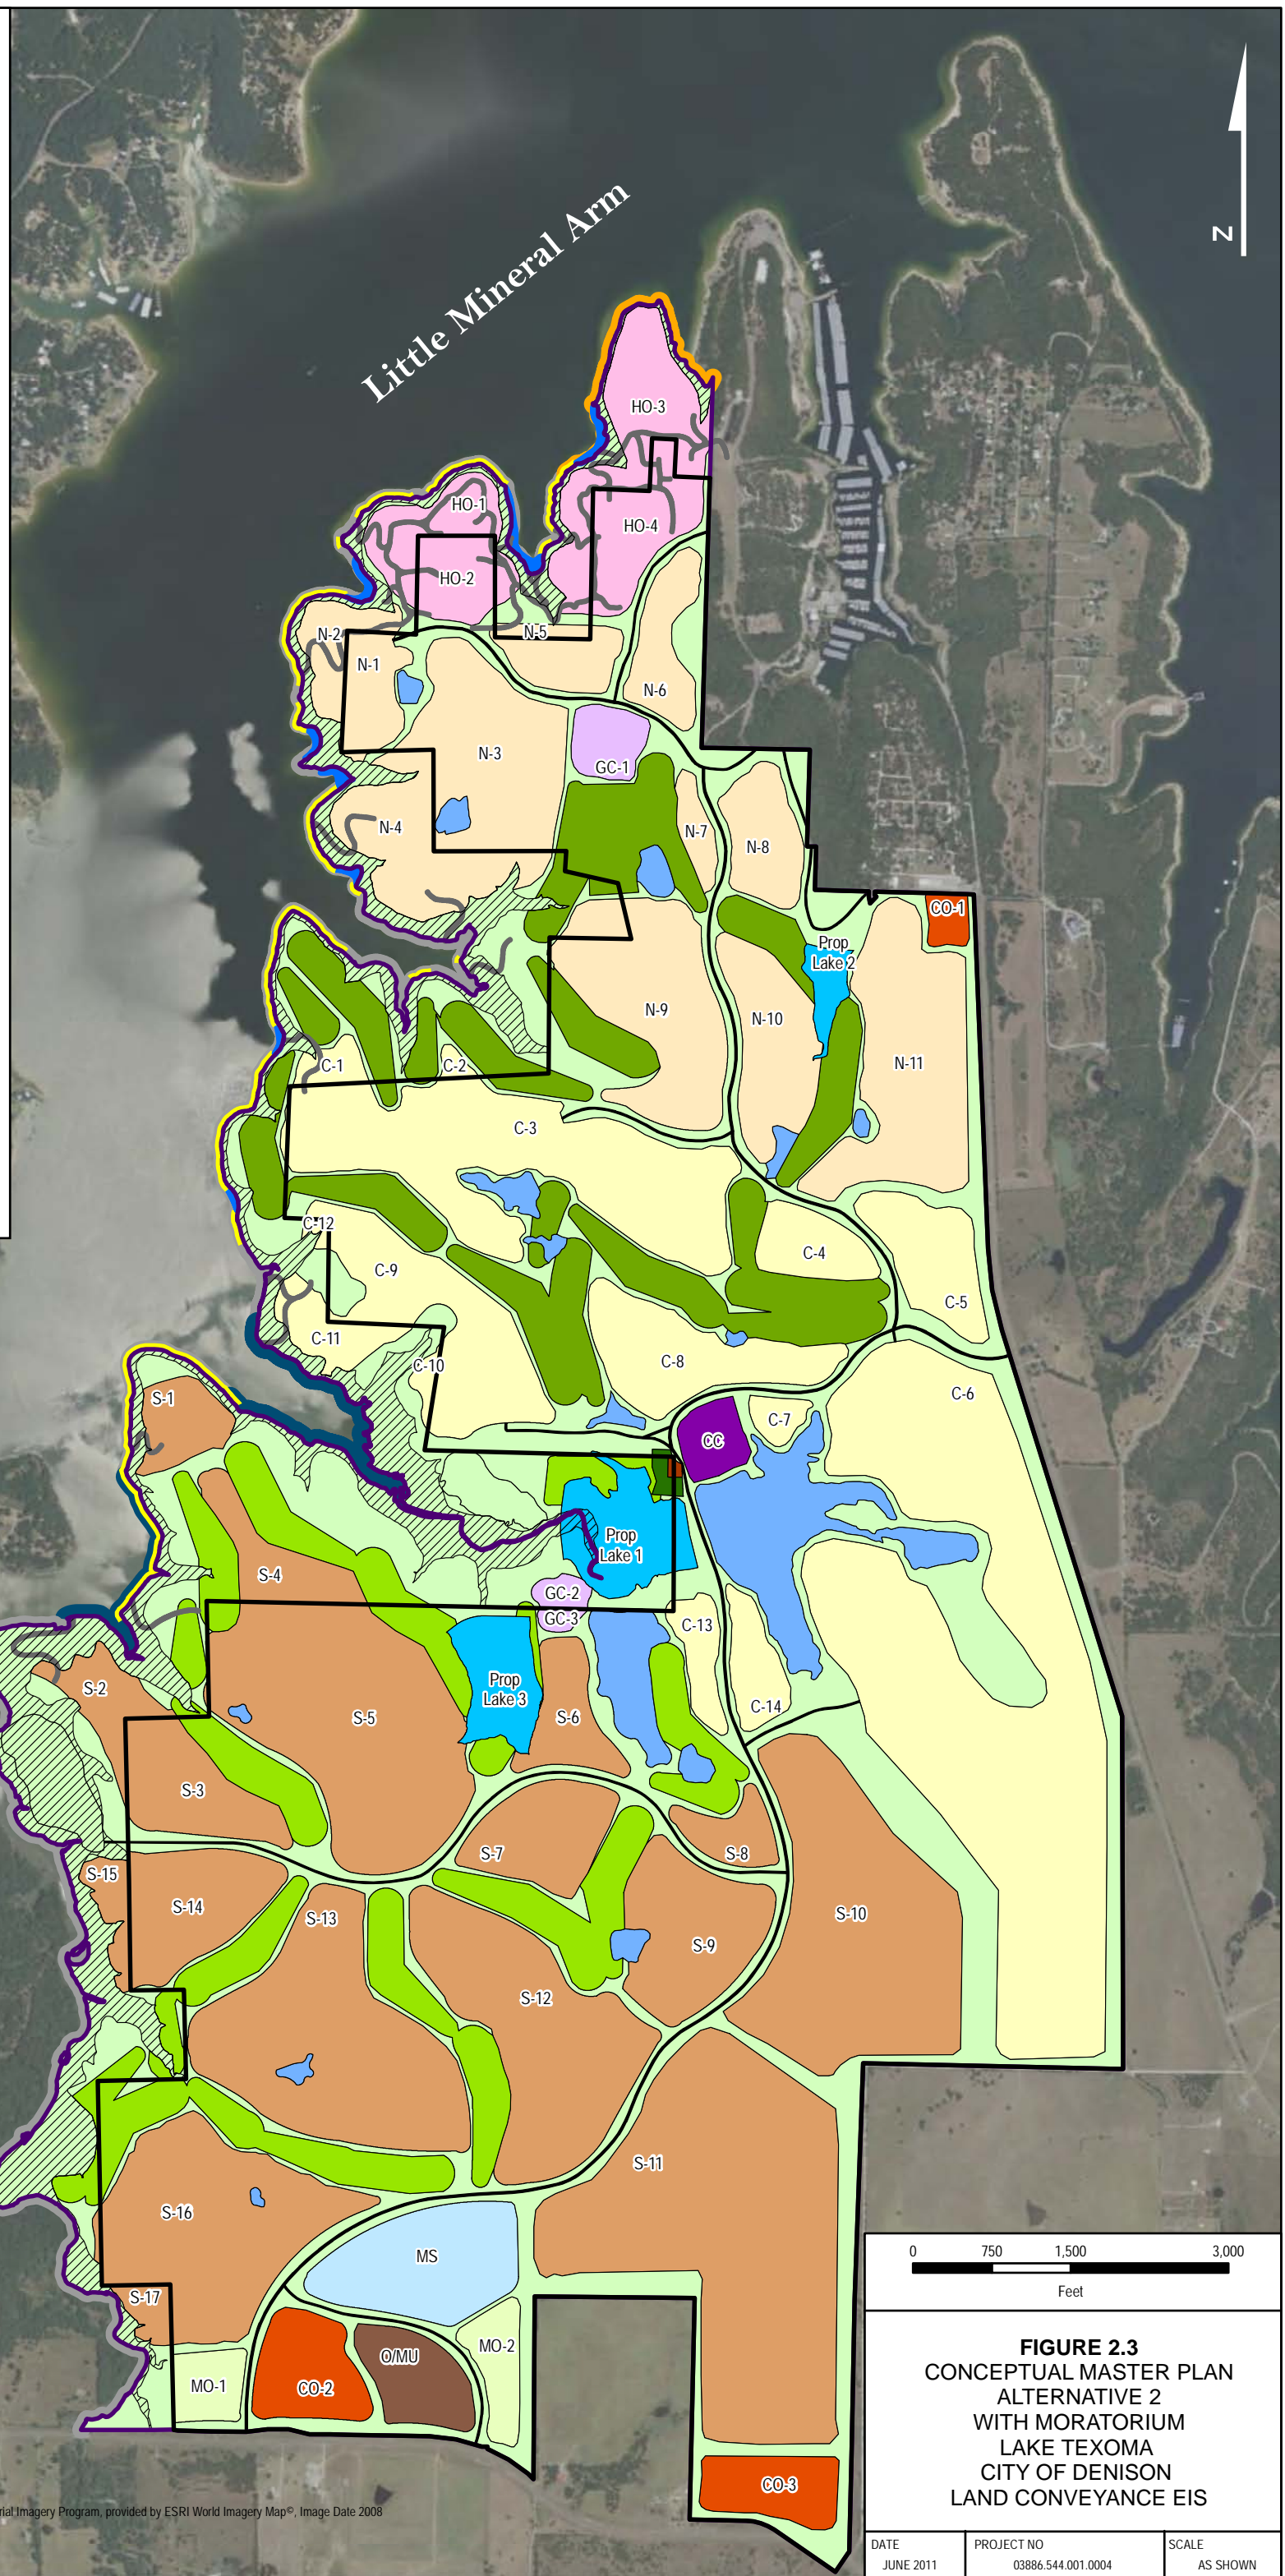 N
Little Mineral Arm
HO-3
HO-1
HO-4
HO-2
N-2
N-5
N-1
N-6
N-3
GC-1
N-4
N-7
N-8
CO-1
Prop
Lake 2
N-9
N-10
N-11
C-1
C-2
C-3
C-12
C-4
C-9
C-5
C-11
C-10
C-8
C-6
S-1
C-7
CC
Prop
Lake 1
S-4
GC-2
GC-3
C-13
S-2
Prop
Lake 3
C-14
S-5
S-6
S-3
S-7
S-8
S-15
S-14
S-13
S-10
S-9
S-12
S-11
S-16
MS
S-17
MO-2
O/MU
MO-1
CO-2
CO-3
0 750 1,500 3,000
Feet
FIGURE 2.3
CONCEPTUAL MASTER PLAN
ALTERNATIVE 2
WITH MORATORIUM
LAKE TEXOMA
CITY OF DENISON
LAND CONVEYANCE EIS
Imagery Program, provided by ESRI World Imagery Map©, Image Date 2008
DATE PROJECT NO SCALE
JUNE 2011 03886.544.001.0004 AS SHOWN